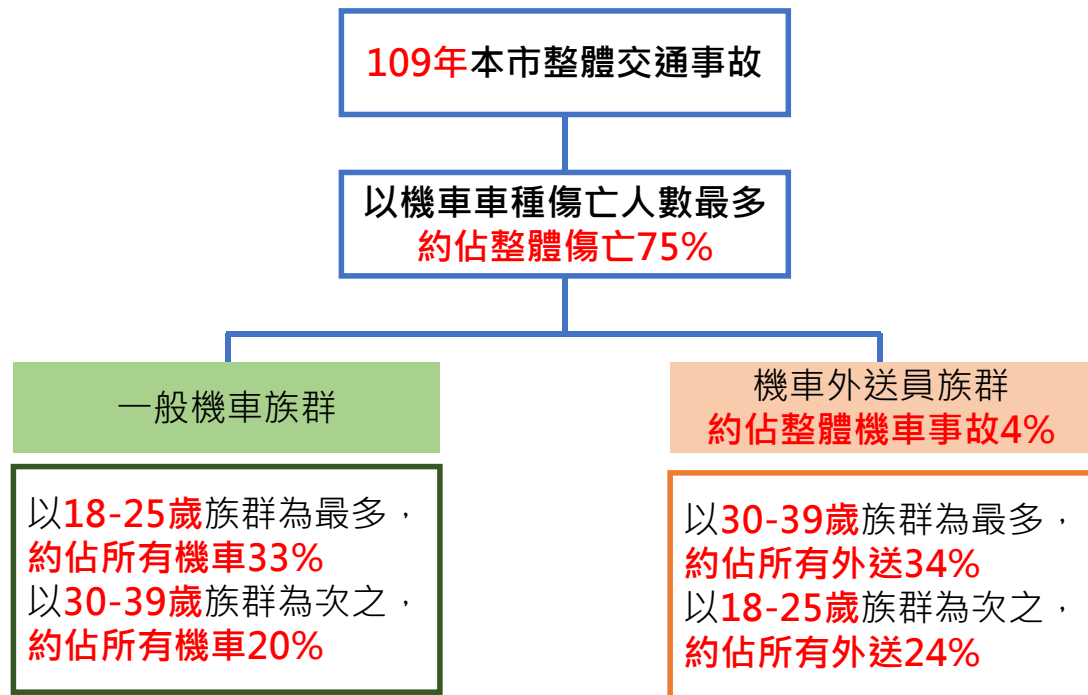 109年本市整體交通事故
以機車車種傷亡人數最多
約佔整體傷亡75%
一般機車族群
以18-25歲族群為最多，
約佔所有機車33%
以30-39歲族群為次之，
約佔所有機車20%
機車外送員族群
約佔整體機車事故4%
以30-39歲族群為最多，
約佔所有外送34%
以18-25歲族群為次之，
約佔所有外送24%